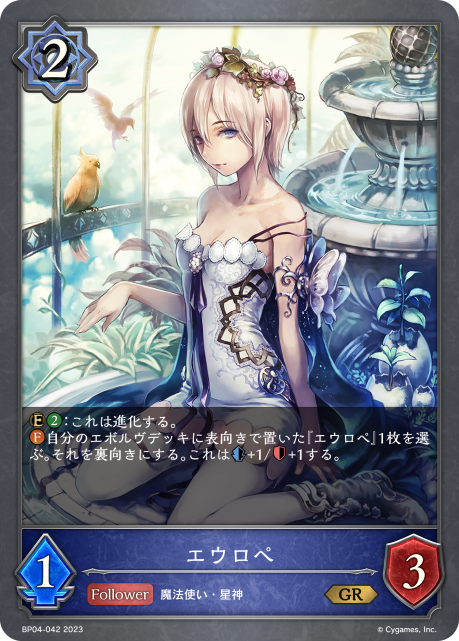 2
E 2：これは進化する。
F 自分のエボルヴデッキに表向きで置いた『エウロペ』1枚を選
ぶ。それを裏向きにする。これは+1/+1する。
エウロペ
1
Follower 魔法使い・星神 GR
3
BP04-042 2023 © Cygames, Inc.